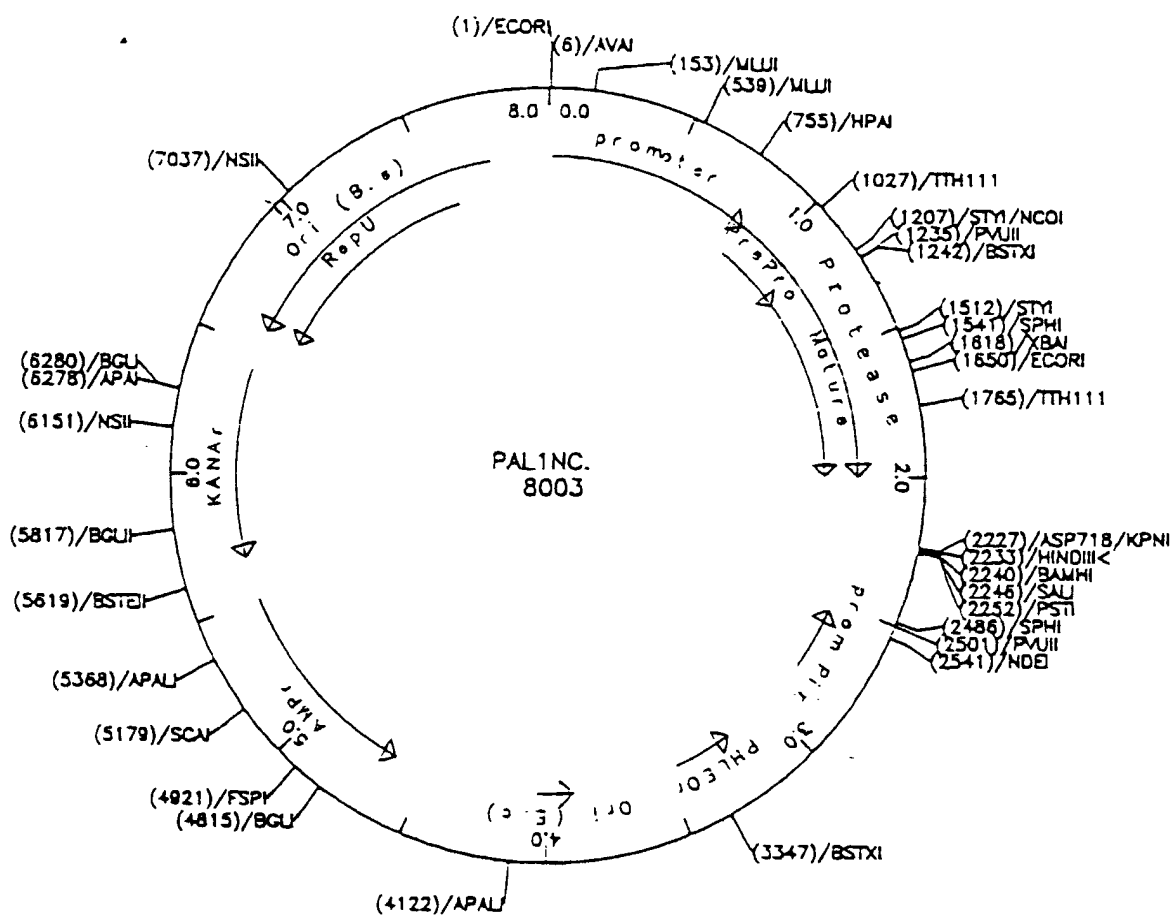 (1)/ECORI
(6)/AVAI
(153)/MLUI
(539)/MLUI
(755)/HPAI
(1027)/TTH111
(1207)/STYI/NCOI
(1235)/PVUII
(1242)/BSTXI
(1512)/STYI
(1541)/SPHI
(1618)/XBAI
(1650)/ECORI
(1765)/TTH111
(2227)/ASP718/KPNI
(2233)/HINDIII<
(2240)/BAMHI
(2246)/SALI
(2252)/PSTI
(2486)/SPHI
(2501)/PVUII
(2541)/NDEI
(3347)/BSTXI
(4122)/APALI
(4815)/BGLI
(4921)/FSPI
(5179)/SCAI
(5368)/APALI
(5619)/BSTEII
(5817)/BGLII
(6151)/NSII
(6278)/APAI
(6280)/BGLI
(7037)/NSII
8.0 0.0
1.0
2.0
3.0
4.0
5.0
6.0
7.0
promoter
PrePro Mature
Protease
prom Pir
PHLEOr
Ori (E.c)
AMPr
KANAr
RepU
Ori (B.s)
PAL1NC.
8003